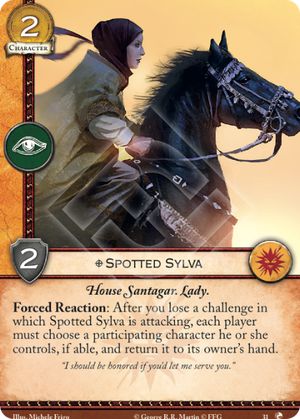 2
Character
Spotted Sylva
2
House Santagar. Lady.
Forced Reaction: After you lose a challenge in
which Spotted Sylva is attacking, each player
must choose a participating character he or she
controls, if able, and return it to its owner's hand.
"I should be honored if you'd let me serve you."
Illus. Michele Frigo © George R.R. Martin © FFG 11